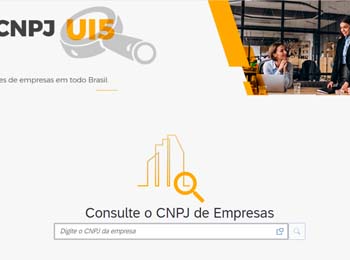 CNPJ UI5
es de empresas em todo Brasil
Consulte o CNPJ de Empresas
Digite o CNPJ da empresa